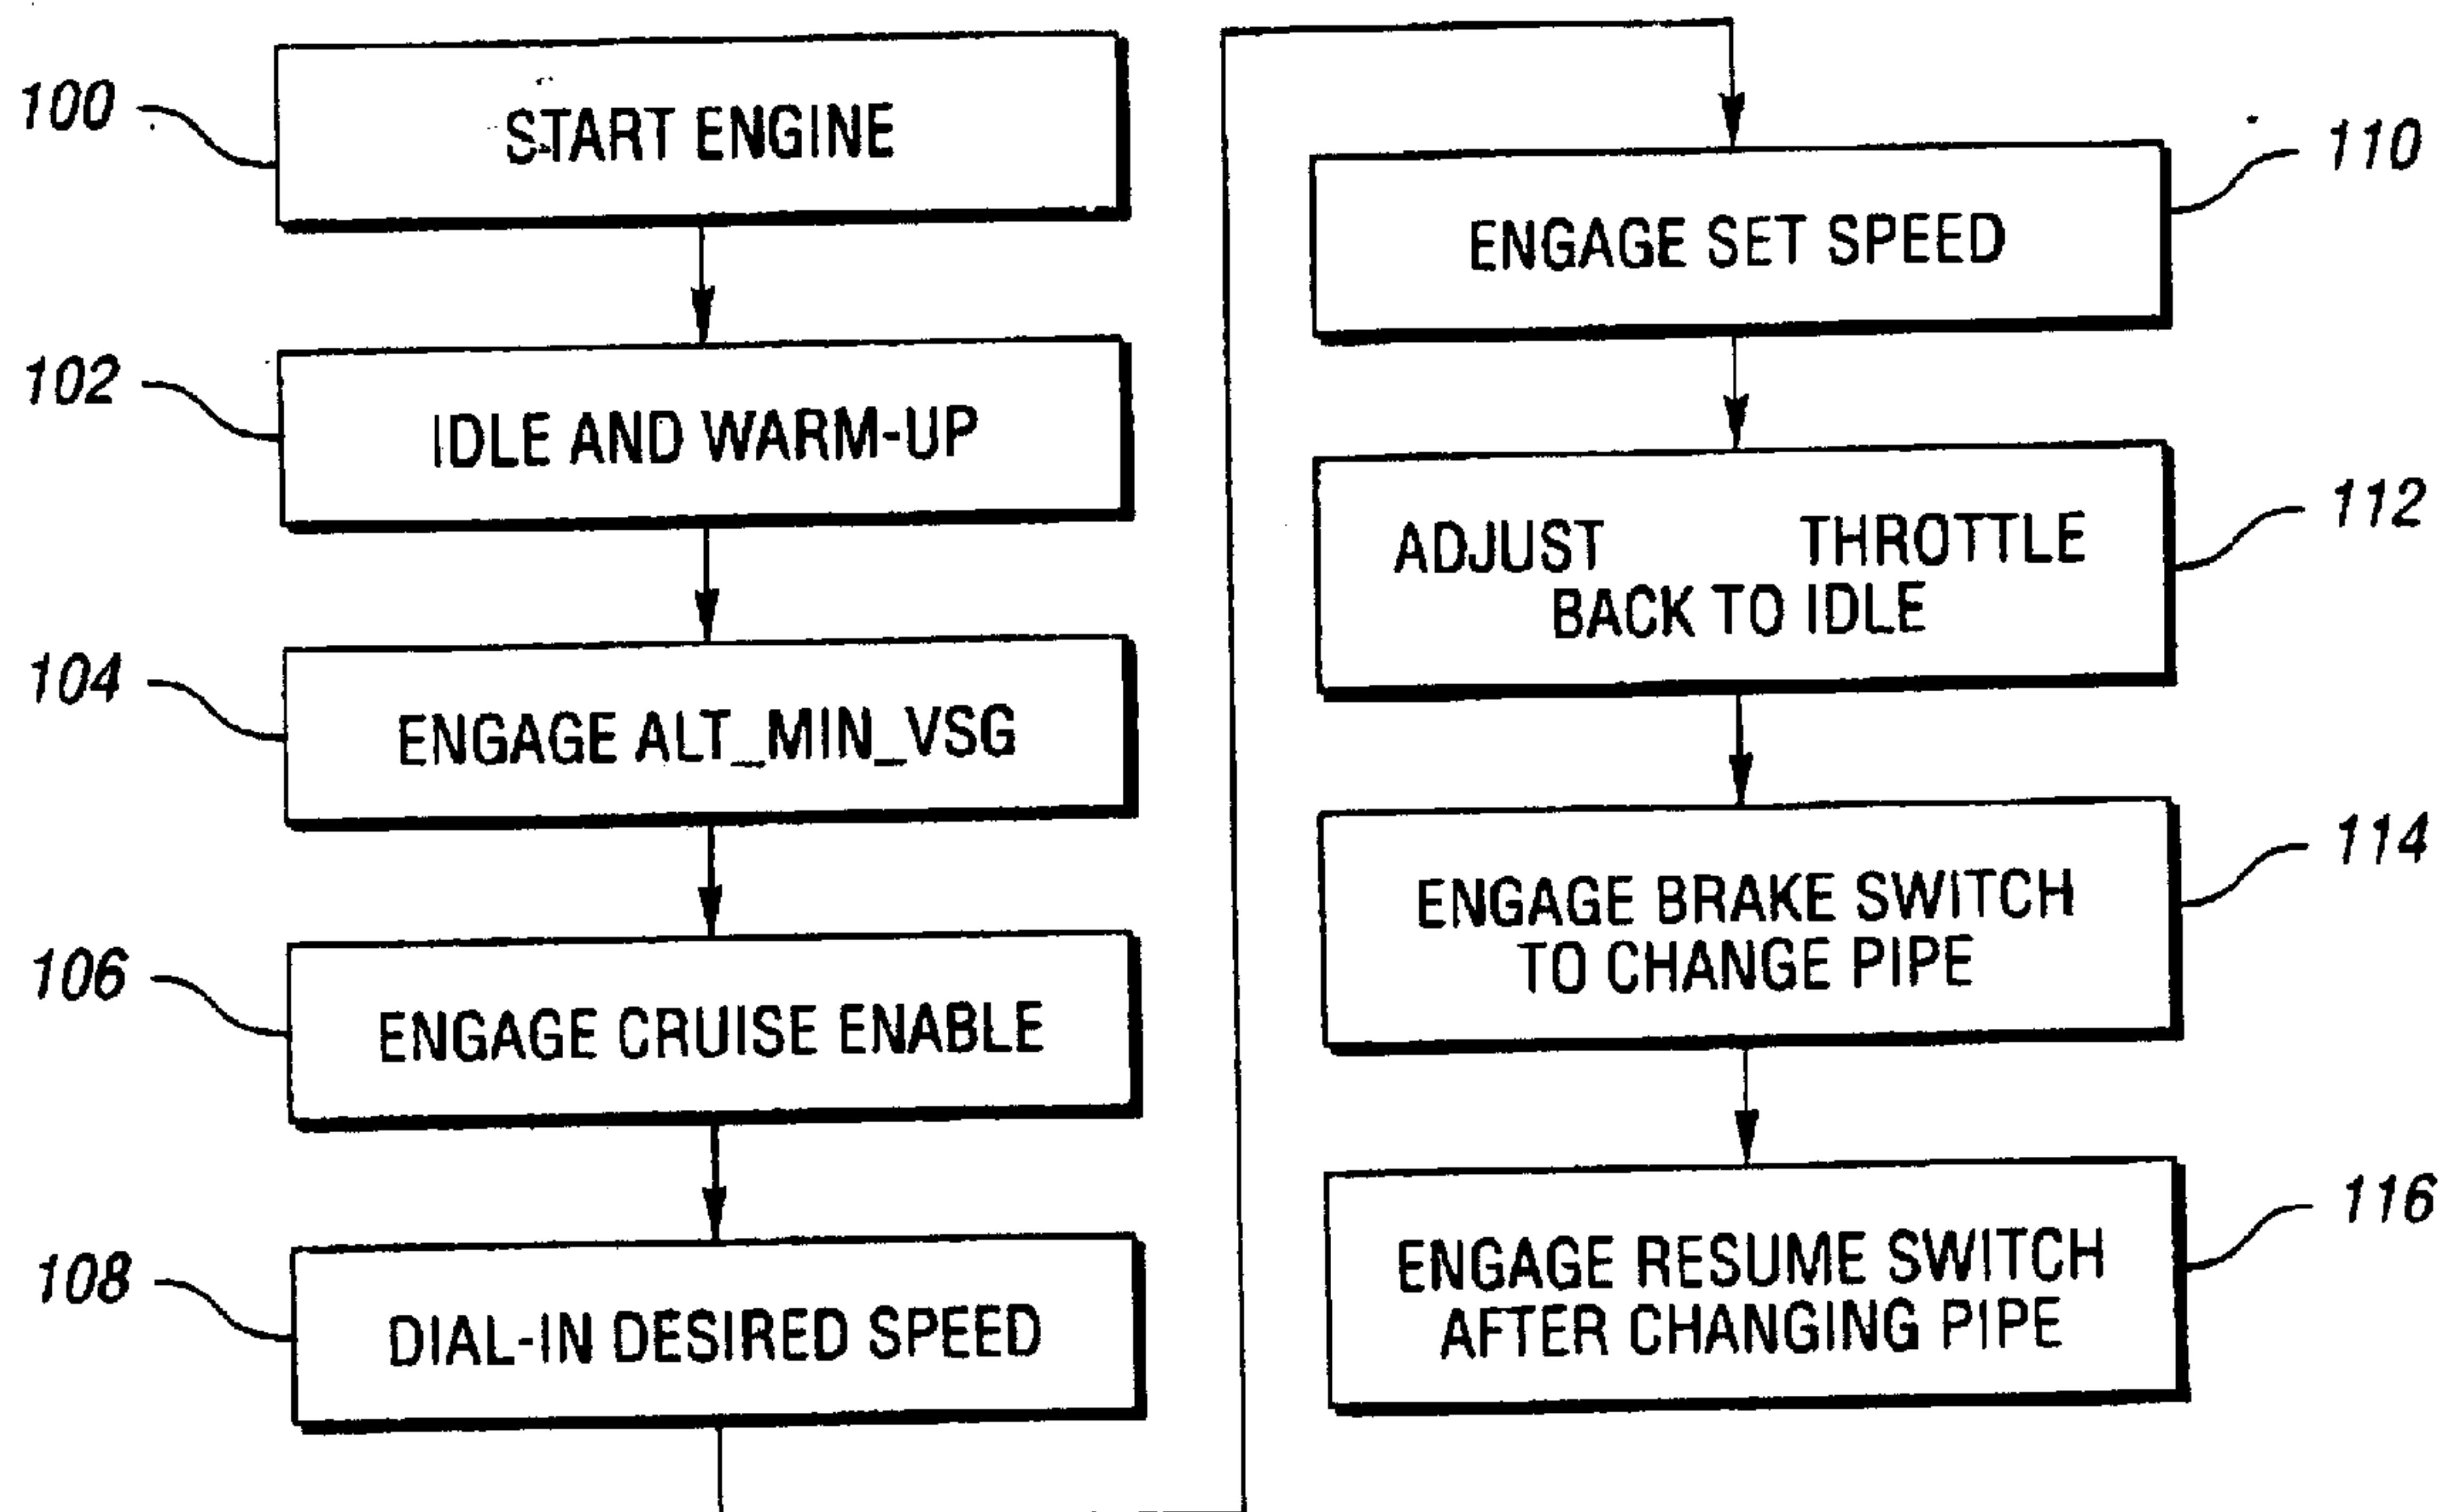 100
START ENGINE
102
IDLE AND WARM-UP
104
ENGAGE ALT_MIN_VSG
106
ENGAGE CRUISE ENABLE
108
DIAL-IN DESIRED SPEED
110
ENGAGE SET SPEED
112
ADJUST THROTTLE
BACK TO IDLE
114
ENGAGE BRAKE SWITCH
TO CHANGE PIPE
116
ENGAGE RESUME SWITCH
AFTER CHANGING PIPE